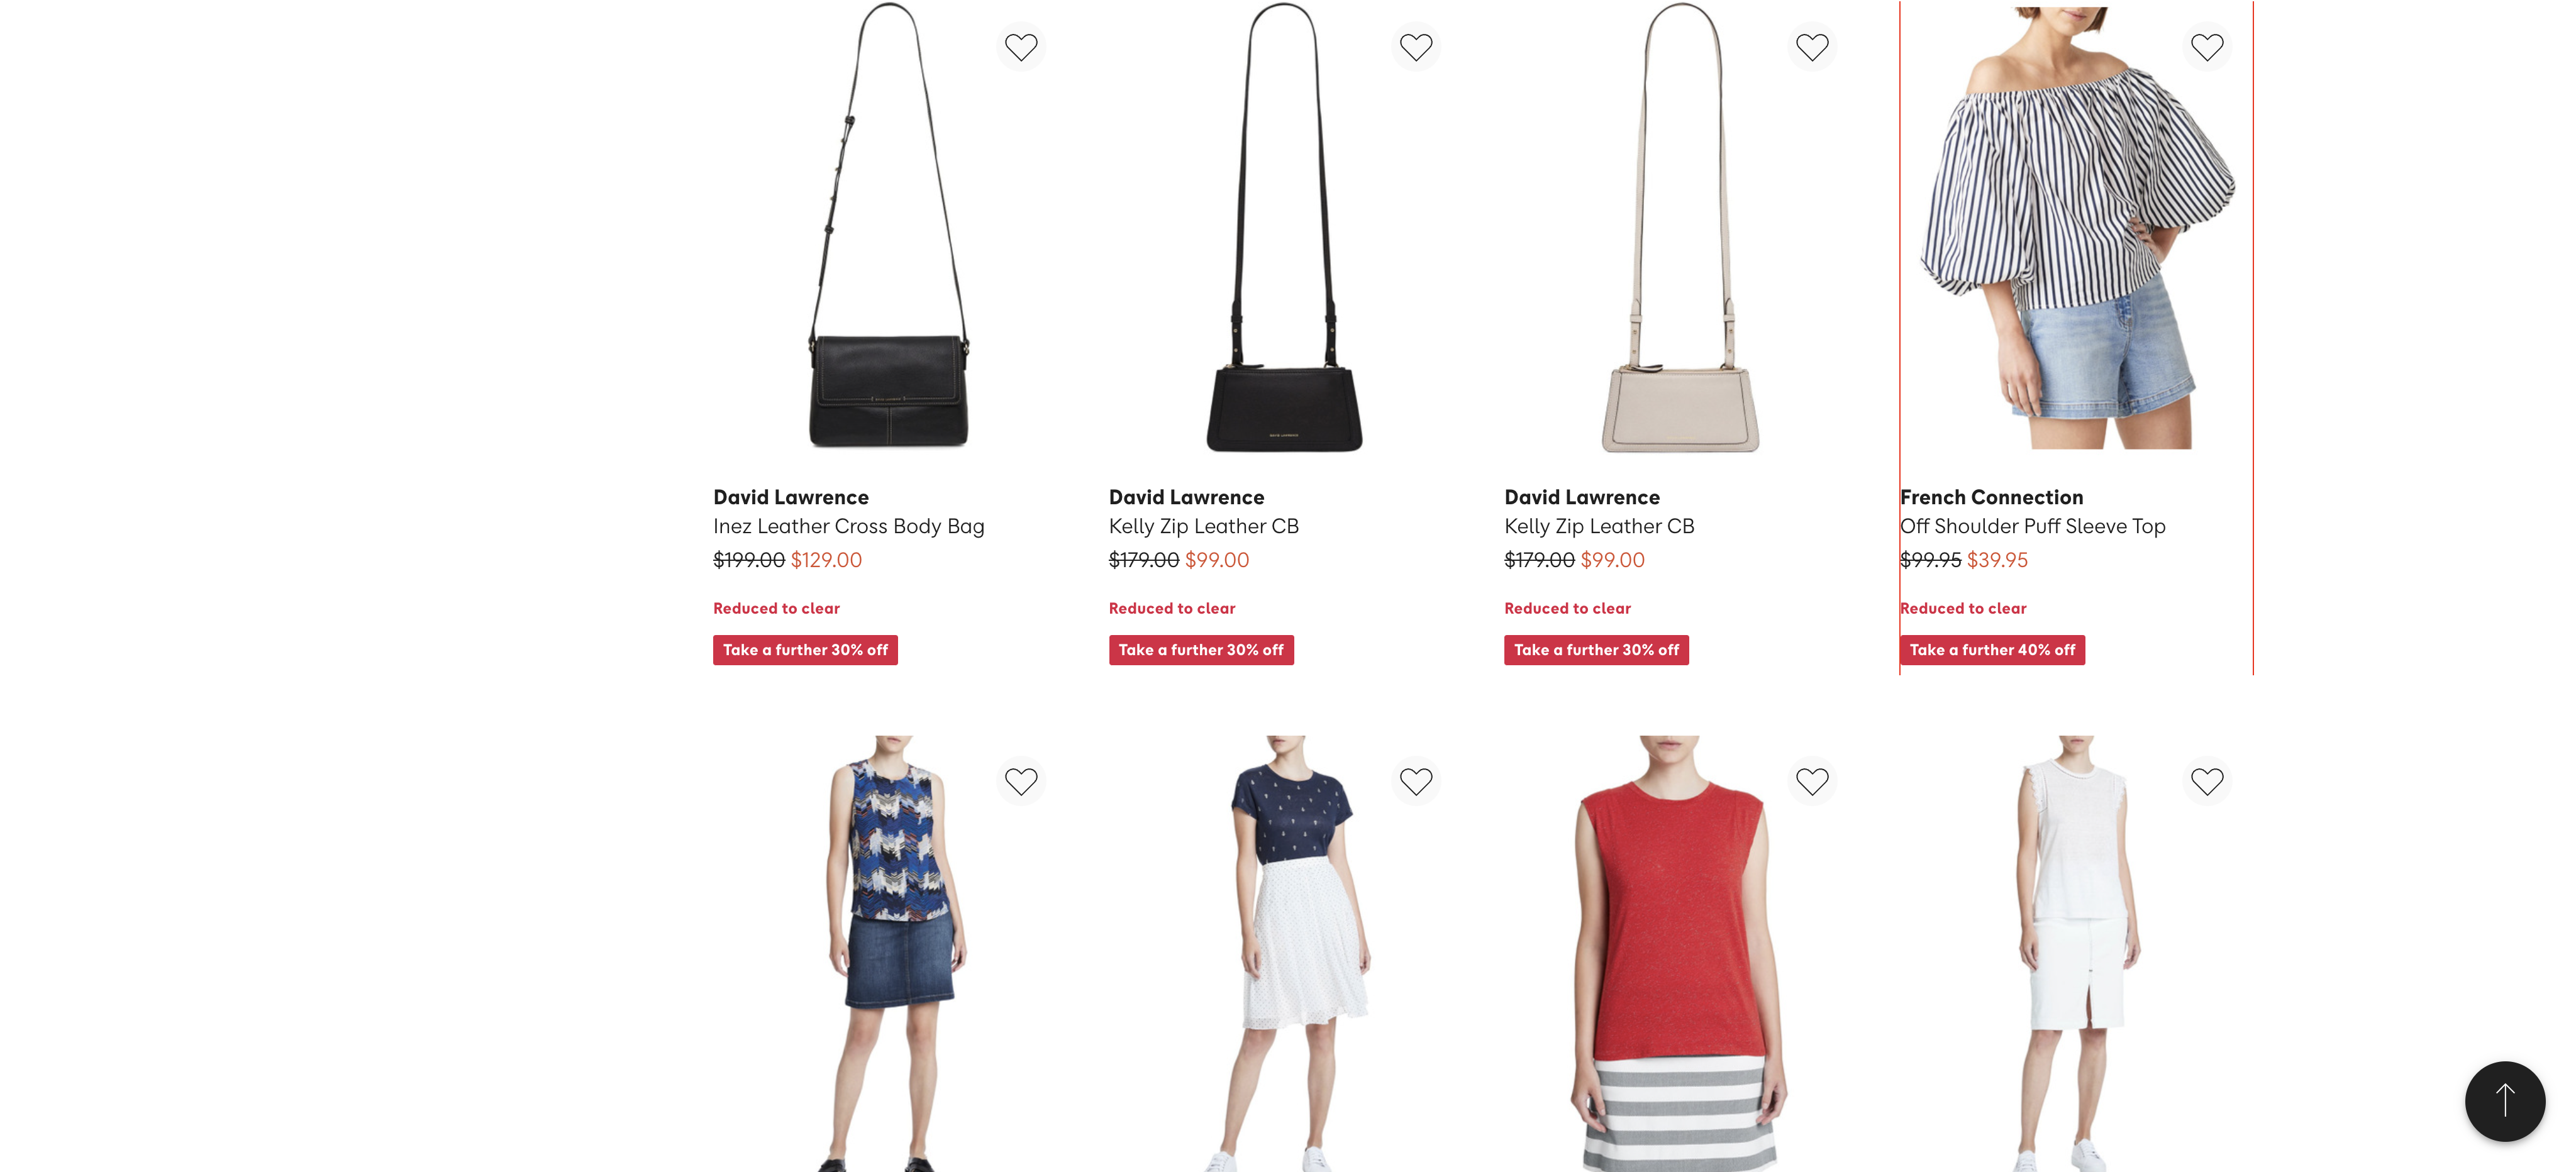 David Lawrence
Inez Leather Cross Body Bag
$199.00 $129.00
Reduced to clear
Take a further 30% off
David Lawrence
Kelly Zip Leather CB
$179.00 $99.00
Reduced to clear
Take a further 30% off
David Lawrence
Kelly Zip Leather CB
$179.00 $99.00
Reduced to clear
Take a further 30% off
French Connection
Off Shoulder Puff Sleeve Top
$99.95 $39.95
Reduced to clear
Take a further 40% off